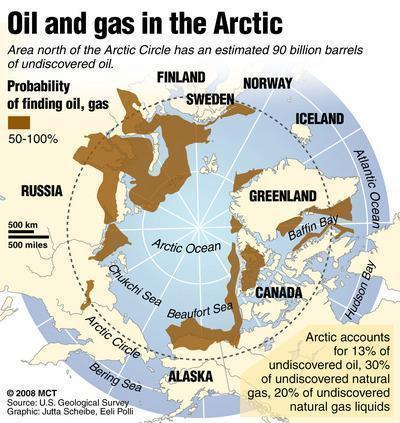 Oil and gas in the Arctic
Area north of the Arctic Circle has an estimated 90 billion barrels
of undiscovered oil.
Probability
of finding oil, gas
50-100%
FINLAND
NORWAY
SWEDEN
ICELAND
RUSSIA
GREENLAND
Atlantic Ocean
500 km
500 miles
Baffin Bay
Arctic Ocean
Chukchi Sea
Beaufort Sea
CANADA
Hudson Bay
Arctic Circle
Bering Sea
ALASKA
Arctic accounts
for 13% of
undiscovered oil, 30%
of undiscovered natural
gas, 20% of undiscovered
natural gas liquids
© 2008 MCT
Source: U.S. Geological Survey
Graphic: Jutta Scheibe, Eeli Polli